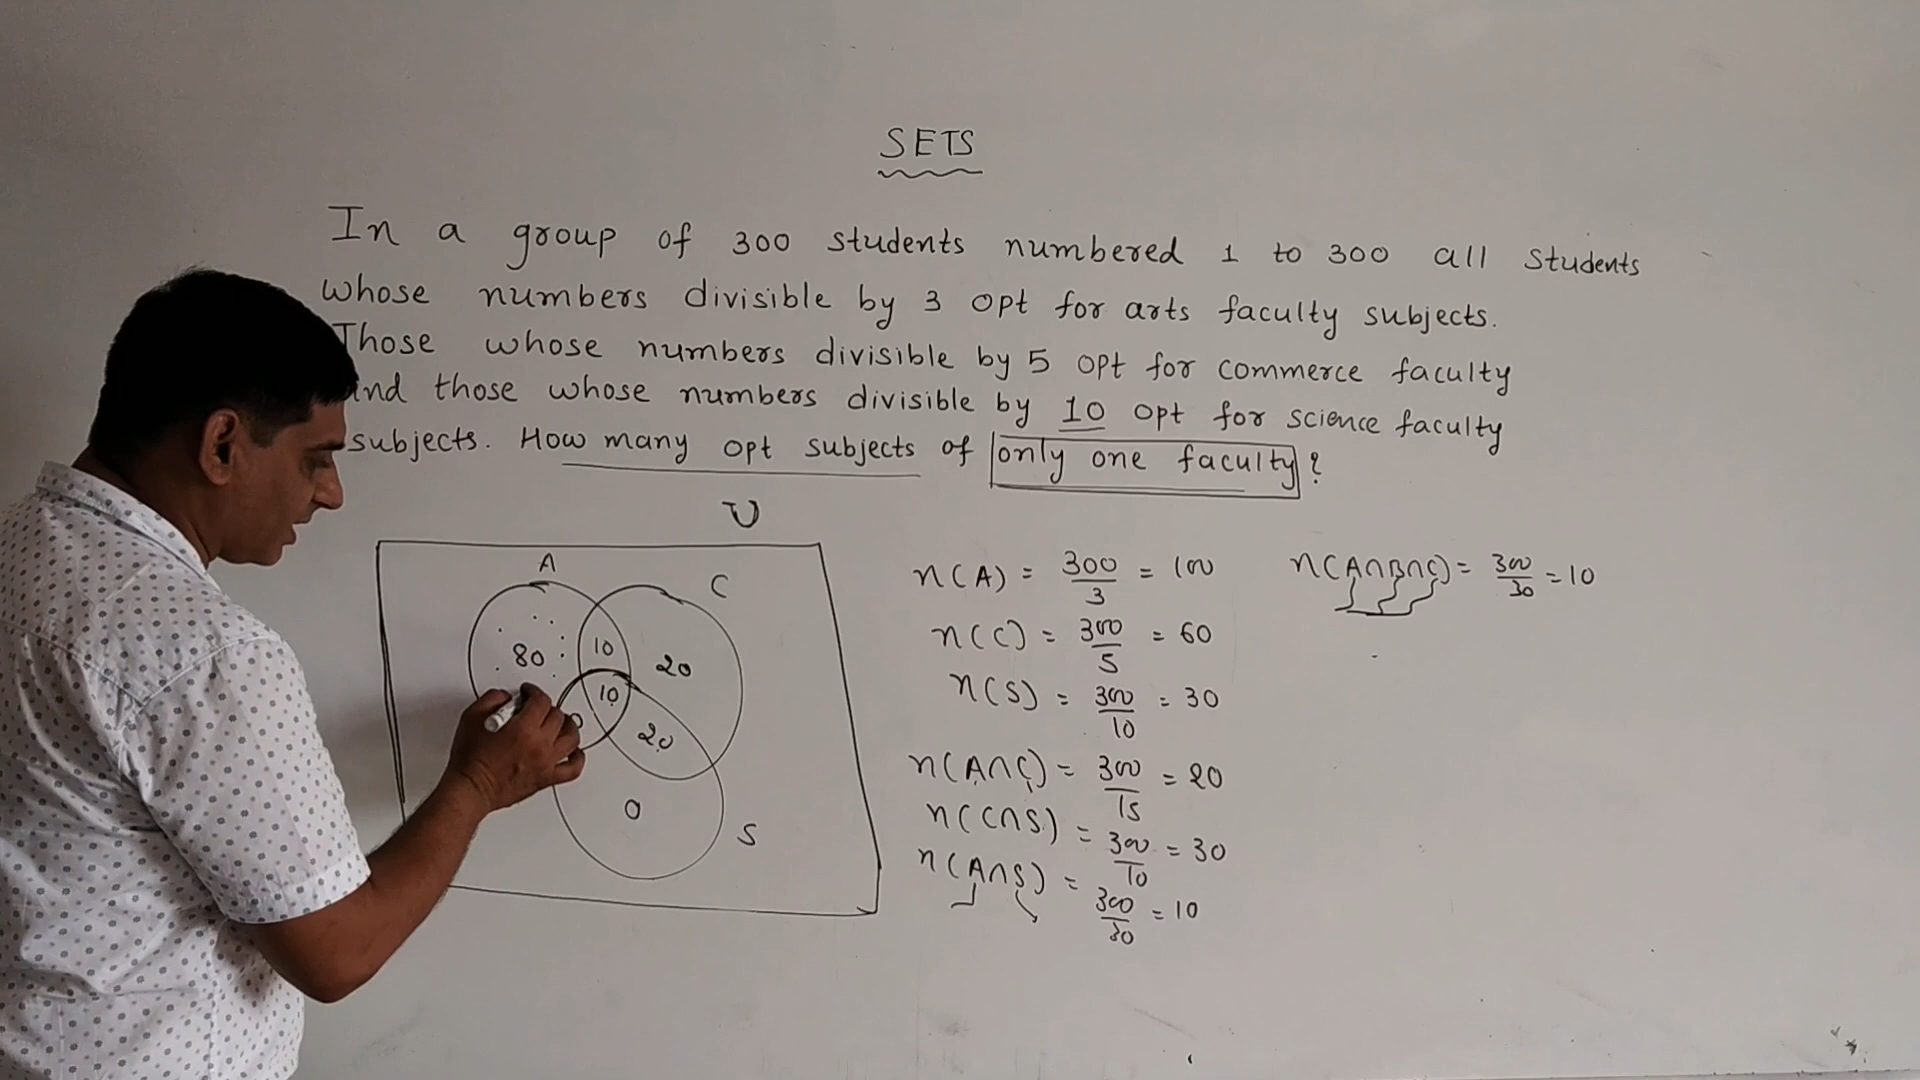 SETS
In a group of 300 students numbered 1 to 300 all students
whose numbers divisible by 3 opt for arts faculty subjects.
Those whose numbers divisible by 5 opt for commerce faculty
and those whose numbers divisible by 10 opt for science faculty
subjects. How many opt subjects of only one faculty?
U
A
C
80
10
20
10
0
20
0
S
n(A) = 300/3 = 100
n(C) = 300/5 = 60
n(S) = 300/10 = 30
n(A∩C) = 300/15 = 20
n(C∩S) = 300/10 = 30
n(A∩S) = 300/30 = 10
n(A∩B∩C) = 300/30 = 10